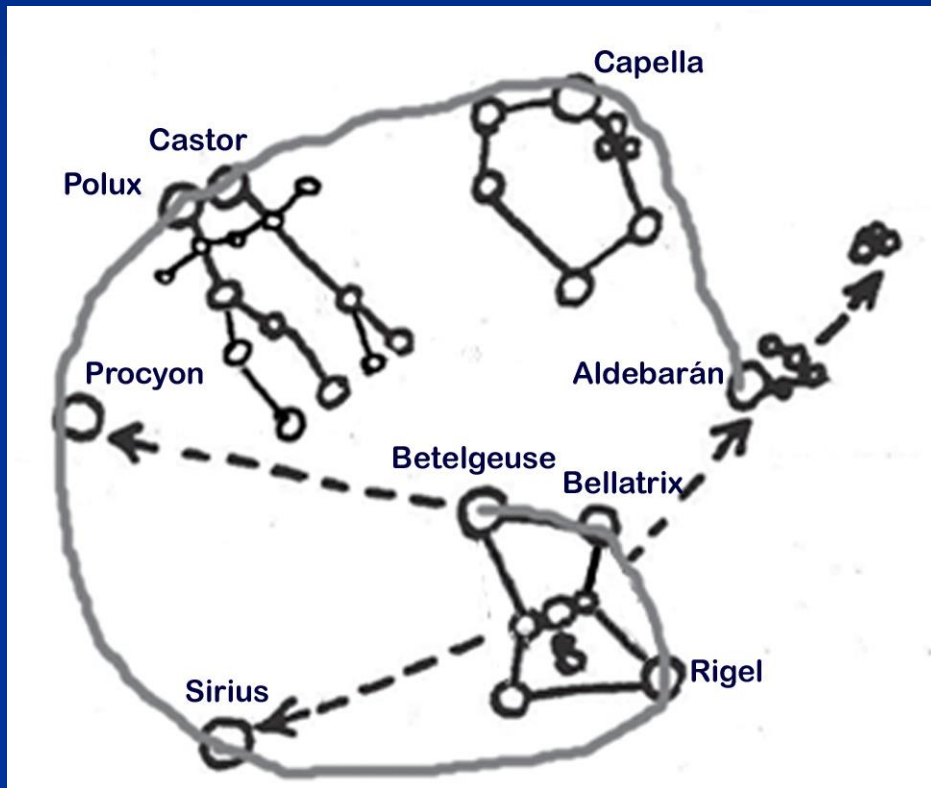 Capella
Castor
Polux
Procyon
Aldebarán
Betelgeuse
Bellatrix
Rigel
Sirius